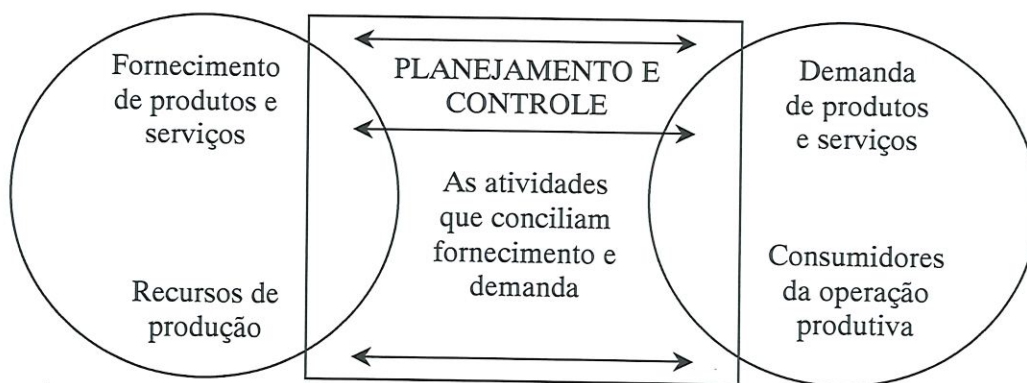 Fornecimento
de produtos e
serviços
Recursos de
produção
PLANEJAMENTO E
CONTROLE
As atividades
que conciliam
fornecimento e
demanda
Demanda
de produtos
e serviços
Consumidores
da operação
produtiva